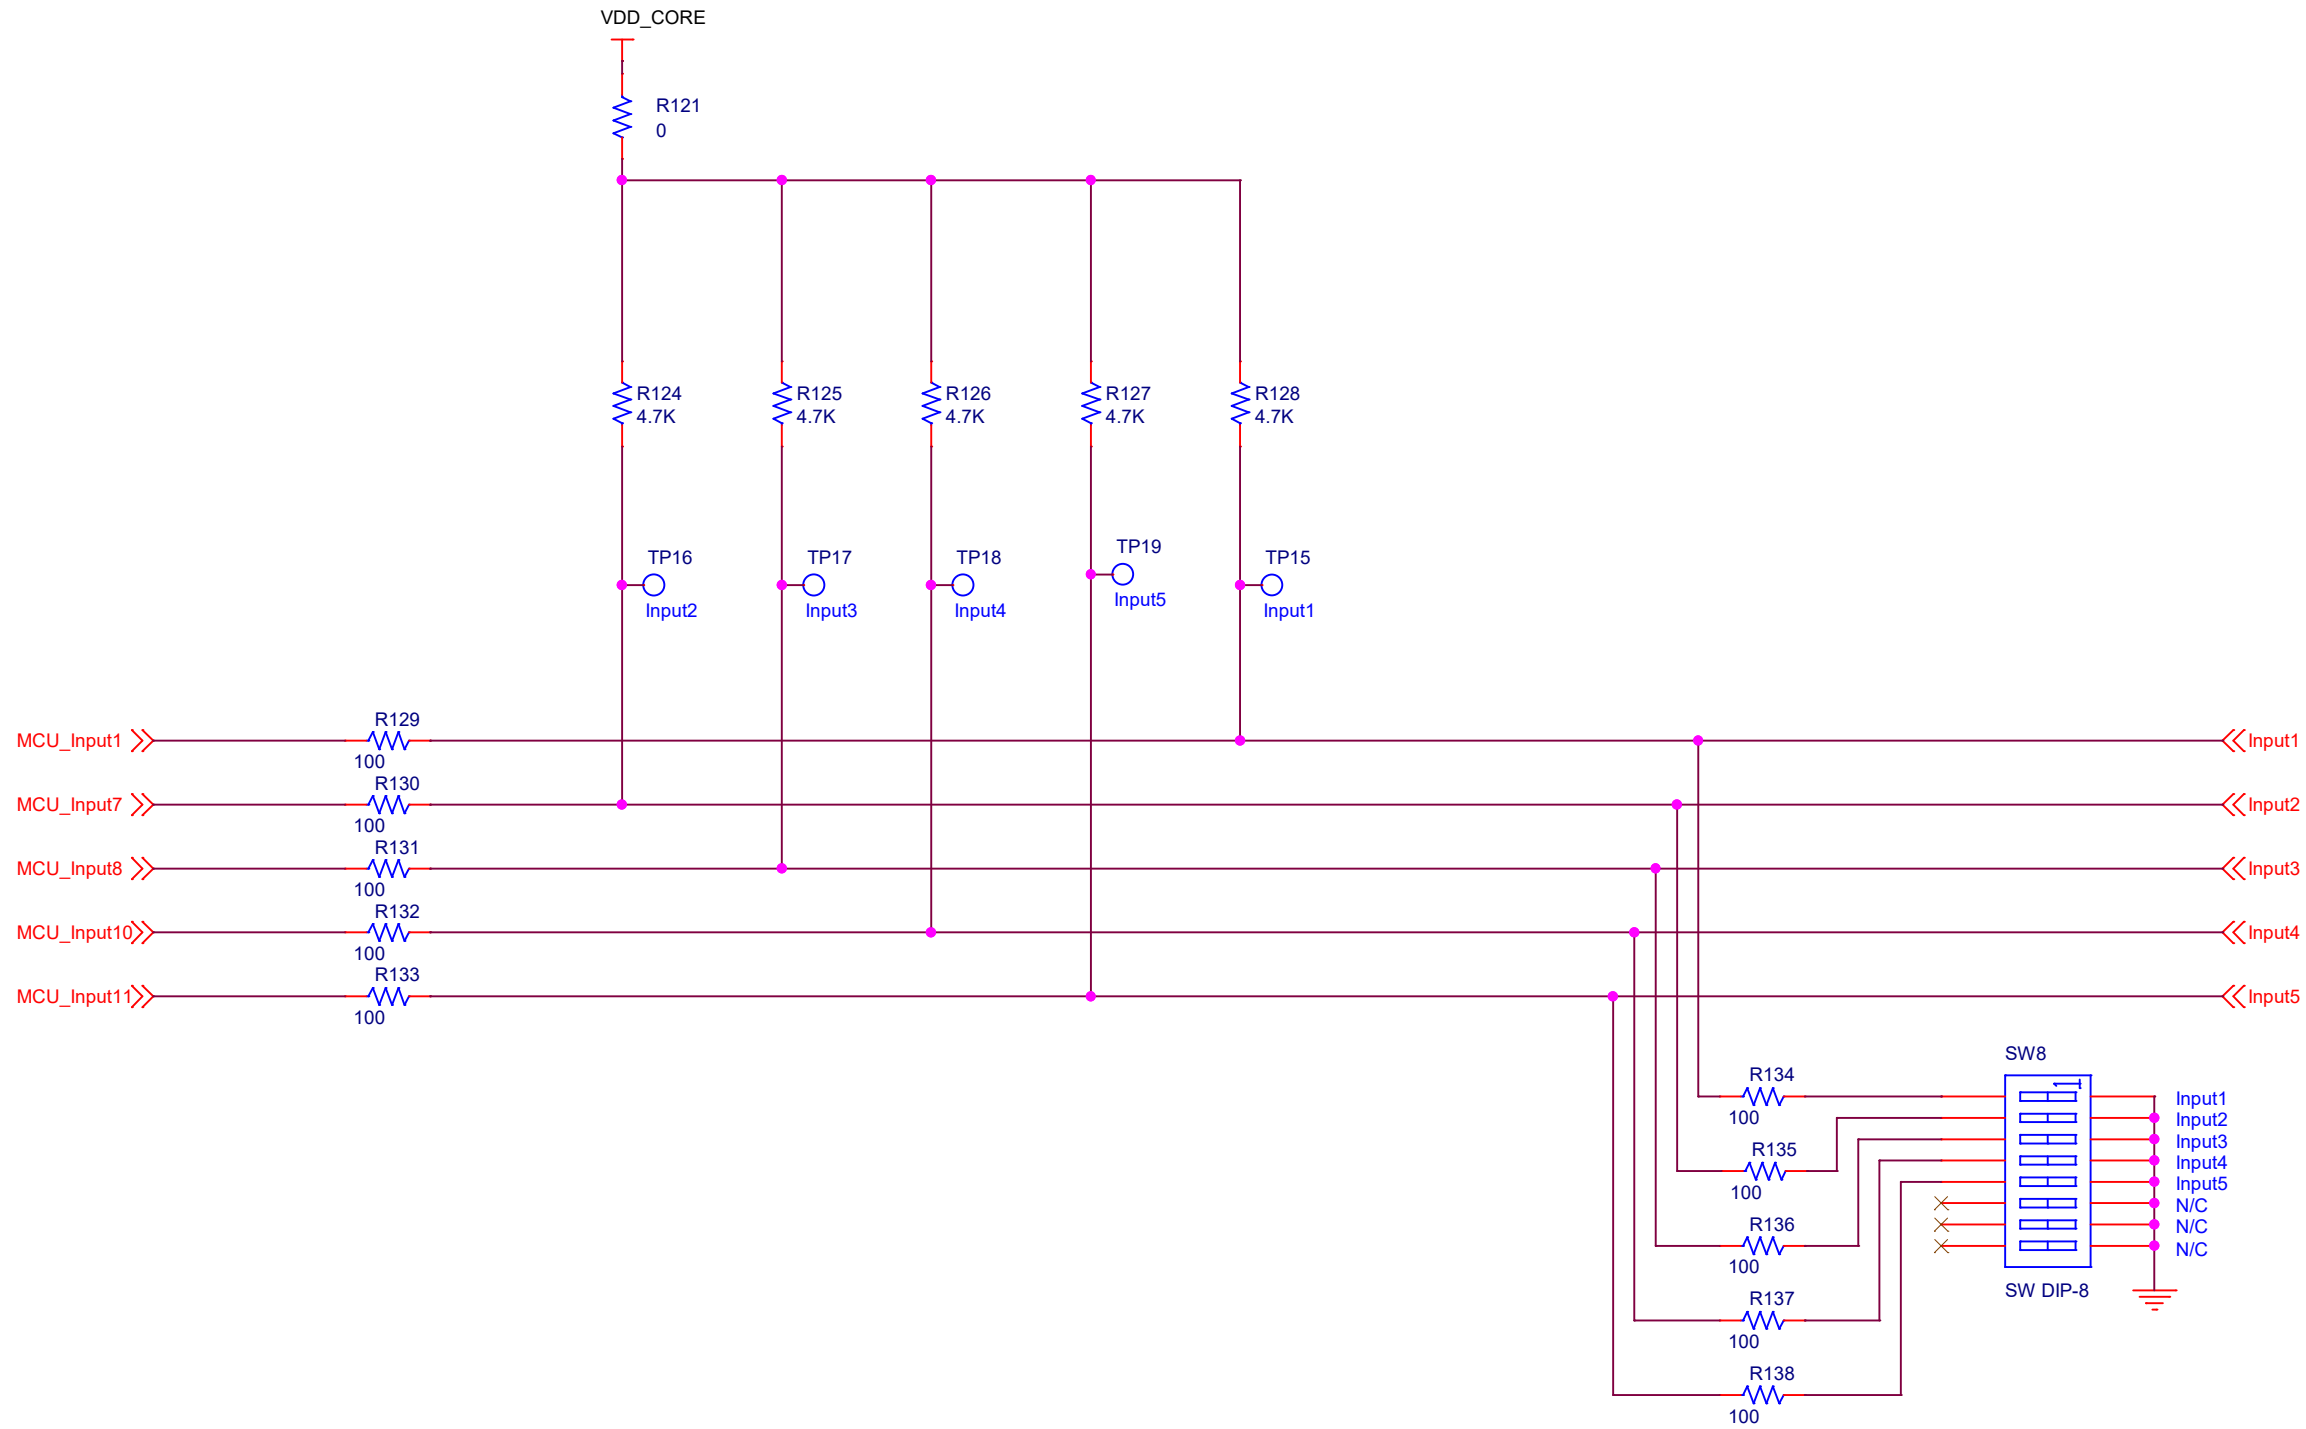 VDD_CORE
R121
0
R124
4.7K
R125
4.7K
R126
4.7K
R127
4.7K
R128
4.7K
TP16
Input2
TP17
Input3
TP18
Input4
TP19
Input5
TP15
Input1
MCU_Input1
R129
100
Input1
MCU_Input7
R130
100
Input2
MCU_Input8
R131
100
Input3
MCU_Input10
R132
100
Input4
MCU_Input11
R133
100
Input5
SW8
1
R134
100
R135
100
R136
100
R137
100
R138
100
Input1
Input2
Input3
Input4
Input5
N/C
N/C
N/C
SW DIP-8